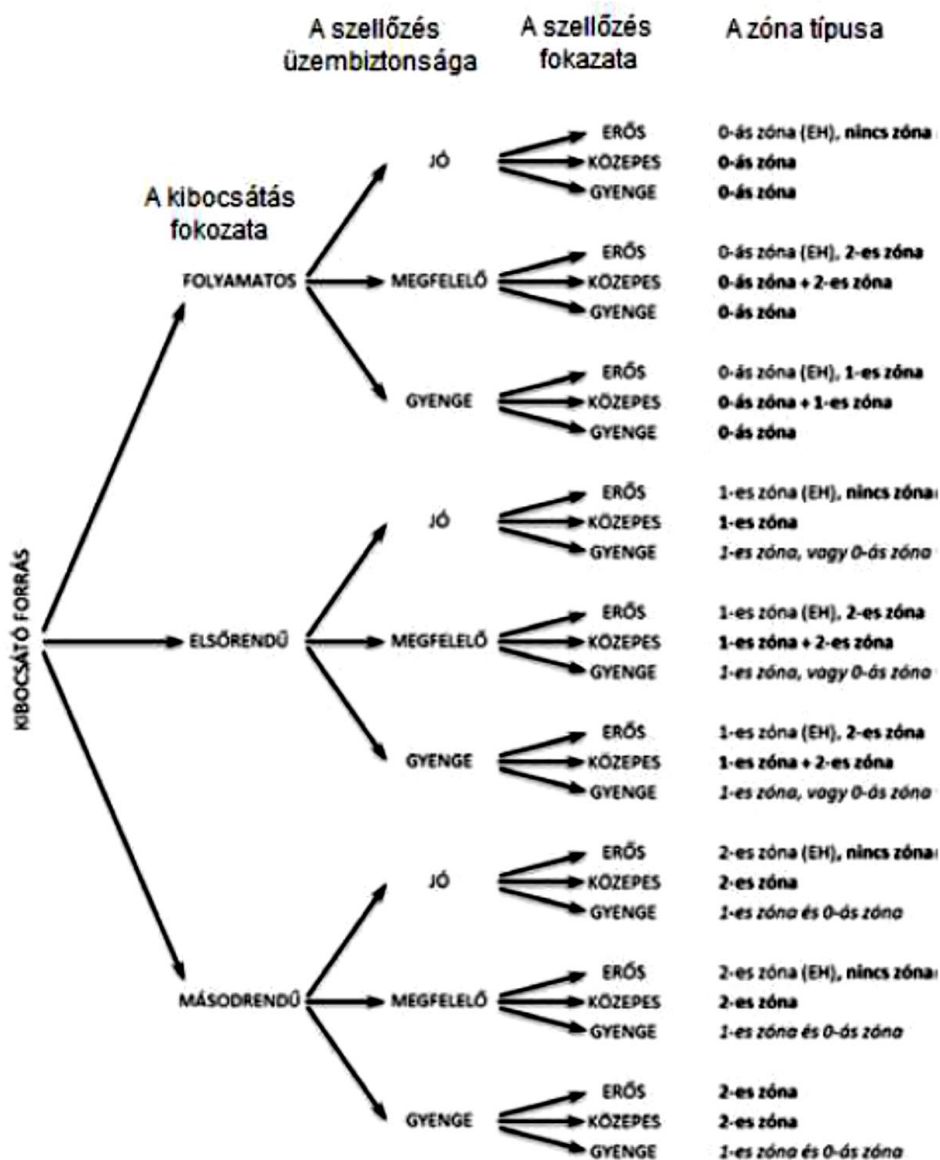 A szellőzés üzembiztonsága
A szellőzés fokazata
A zóna típusa
A kibocsátás fokozata
KIBOCSÁTÓ FORRÁS
FOLYAMATOS
JÓ
ERŐS 0-ás zóna (EH), nincs zóna
KÖZEPES 0-ás zóna
GYENGE 0-ás zóna
MEGFELELŐ
ERŐS 0-ás zóna (EH), 2-es zóna
KÖZEPES 0-ás zóna + 2-es zóna
GYENGE 0-ás zóna
GYENGE
ERŐS 0-ás zóna (EH), 1-es zóna
KÖZEPES 0-ás zóna + 1-es zóna
GYENGE 0-ás zóna
ELSŐRENDŰ
JÓ
ERŐS 1-es zóna (EH), nincs zóna
KÖZEPES 1-es zóna
GYENGE 1-es zóna, vagy 0-ás zóna
MEGFELELŐ
ERŐS 1-es zóna (EH), 2-es zóna
KÖZEPES 1-es zóna + 2-es zóna
GYENGE 1-es zóna, vagy 0-ás zóna
GYENGE
ERŐS 1-es zóna (EH), 2-es zóna
KÖZEPES 1-es zóna + 2-es zóna
GYENGE 1-es zóna, vagy 0-ás zóna
MÁSODRENDŰ
JÓ
ERŐS 2-es zóna (EH), nincs zóna
KÖZEPES 2-es zóna
GYENGE 1-es zóna és 0-ás zóna
MEGFELELŐ
ERŐS 2-es zóna (EH), nincs zóna
KÖZEPES 2-es zóna
GYENGE 1-es zóna és 0-ás zóna
GYENGE
ERŐS 2-es zóna
KÖZEPES 2-es zóna
GYENGE 1-es zóna és 0-ás zóna